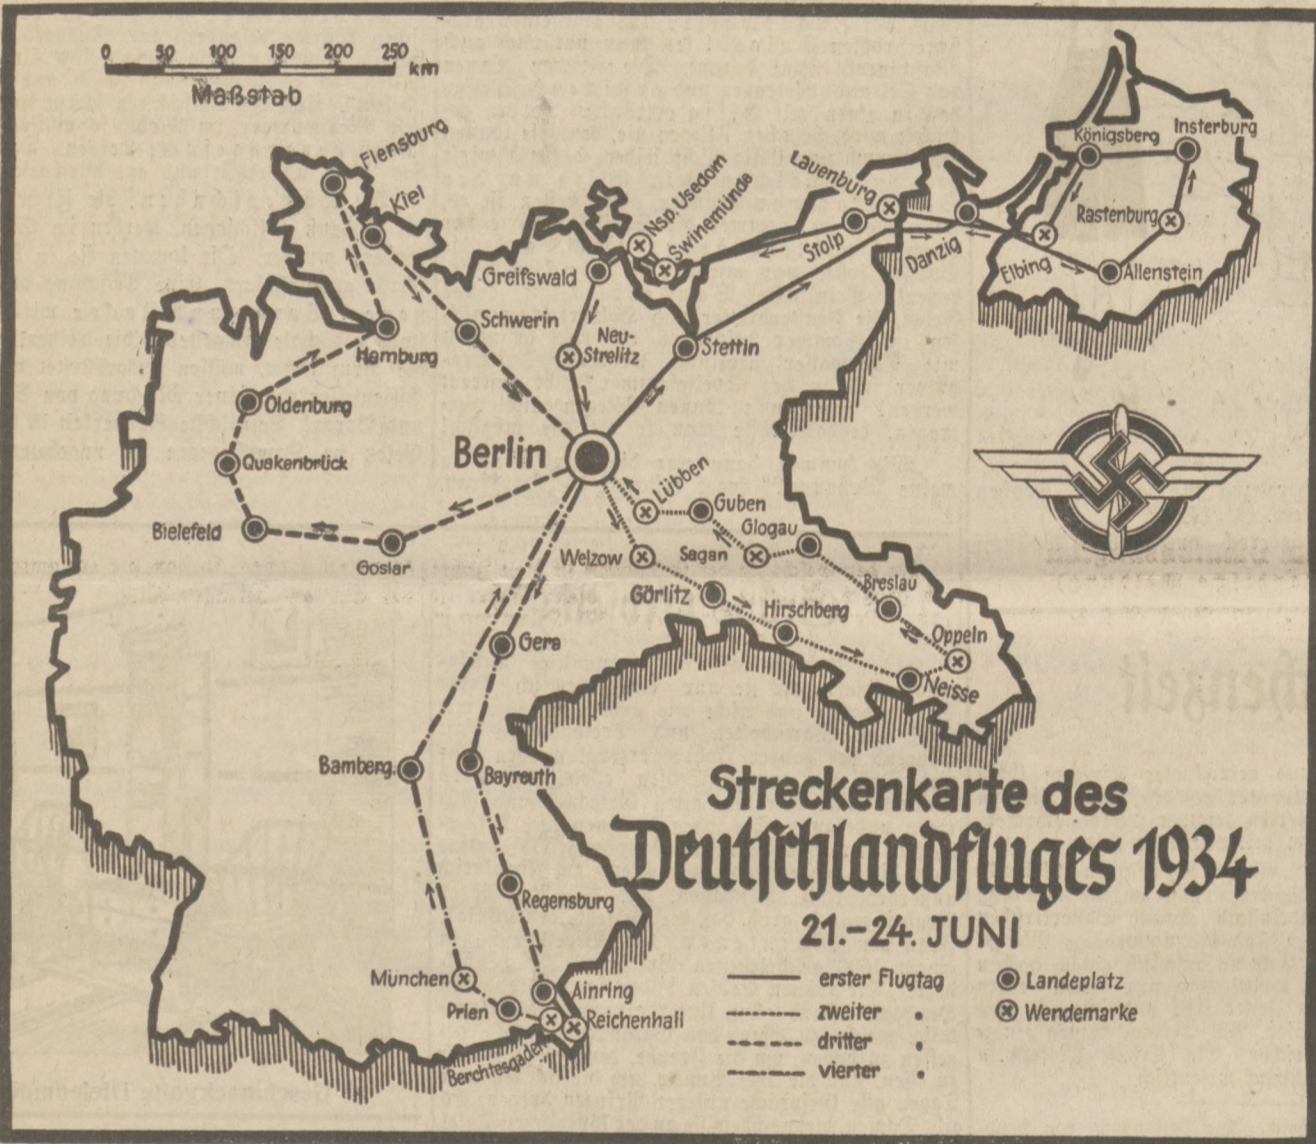 0 50 100 150 200 250 km
Maßstab
Flensburg
Kiel
Hamburg
Schwerin
Greifswald
Neu-
Strelitz
Nsp. Usedom
Swinemünde
Stettin
Lauenburg
Stolp
Danzig
Elbing
Königsberg
Insterburg
Rastenburg
Allenstein
Oldenburg
Quakenbrück
Bielefeld
Goslar
Berlin
Lübben
Guben
Glogau
Welzow
Sagan
Görlitz
Breslau
Hirschberg
Oppeln
Neisse
Gera
Bamberg
Bayreuth
Regensburg
München
Prien
Ainring
Reichenhall
Berchtesgaden
Streckenkarte des
Deutschlandfluges 1934
21.-24. JUNI
erster Flugtag
zweiter "
dritter "
vierter "
Landeplatz
Wendemarke